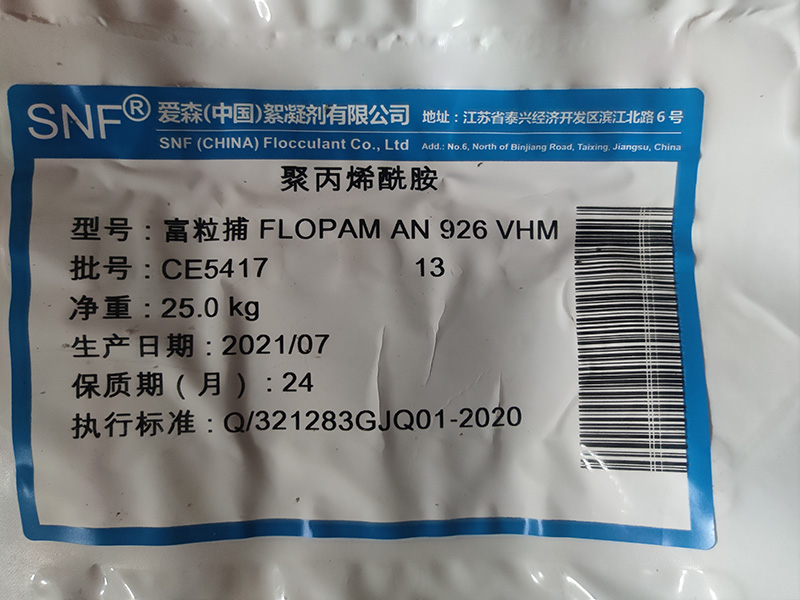 SNF® 爱森(中国)絮凝剂有限公司 地址:江苏省泰兴经济开发区滨江北路6号
SNF (CHINA) Flocculant Co., Ltd Add.: No.6, North of Binjiang Road, Taixing, Jiangsu, China
聚丙烯酰胺
型号:富粒捕 FLOPAM AN 926 VHM
批号:CE5417 13
净重:25.0 kg
生产日期:2021/07
保质期(月):24
执行标准:Q/321283GJQ01-2020